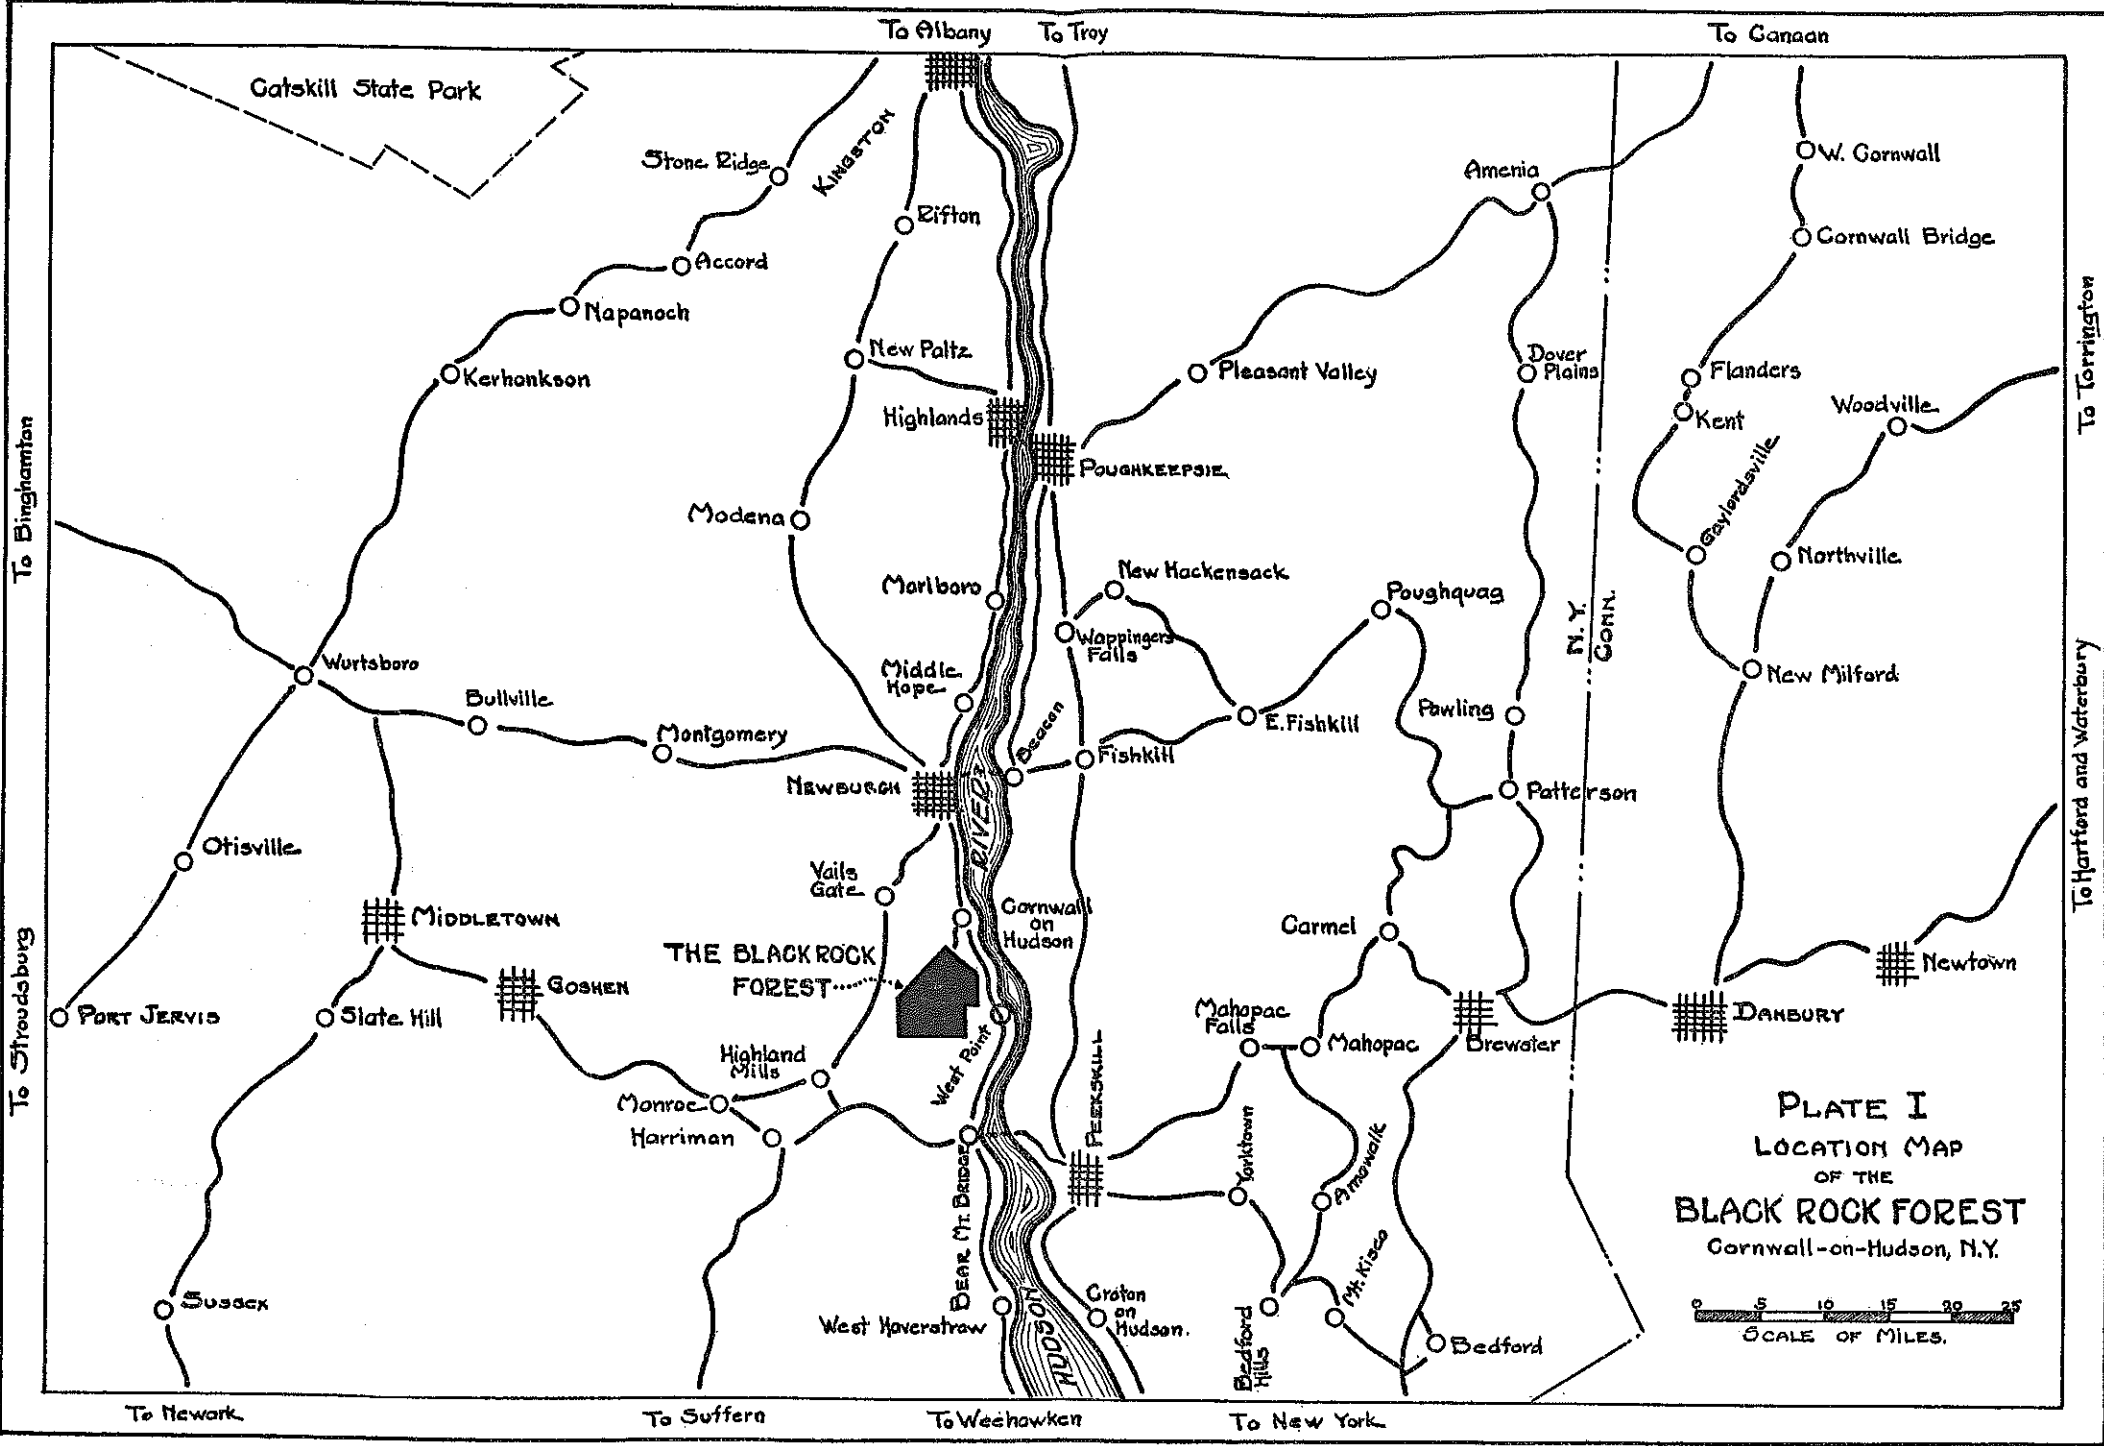 To Albany
To Troy
To Canaan
Catskill State Park
Stone Ridge
KINGSTON
Rifton
Accord
Napanoch
Kerhonkson
New Paltz
Highlands
POUGHKEEPSIE
Pleasant Valley
Amenia
W. Cornwall
Cornwall Bridge
Dover
Plains
Flanders
Kent
Woodville
Gaylordsville
Northville
To Torrington
To Binghamton
Modena
Marlboro
New Hackensack
Wappingers
Falls
Poughquag
N.Y.
CONN.
Wurtsboro
Bullville
Montgomery
Middle
Hope
Beacon
Fishkill
E. Fishkill
Pawling
New Milford
NEWBURGH
RIVER
Patterson
To Hartford and Waterbury
Otisville
Vails
Gate
Cornwall
on
Hudson
MIDDLETOWN
THE BLACK ROCK
FOREST
Carmel
Newtown
GOSHEN
PORT JERVIS
Slate Hill
To Stroudsburg
West Point
PEEKSKILL
Mahopac
Falls
Mahopac
Brewster
DANBURY
Highland
Mills
Monroe
Harriman
BEAR MT. BRIDGE
Yorktown
Amawalk
Mt. Kisco
Sussex
West Haverstraw
HUDSON
Croton
on
Hudson.
Bedford
Hills
Bedford
PLATE I
LOCATION MAP
OF THE
BLACK ROCK FOREST
Cornwall-on-Hudson, N.Y.
0 5 10 15 20 25
SCALE OF MILES.
To Newark
To Suffern
To Weehawken
To New York